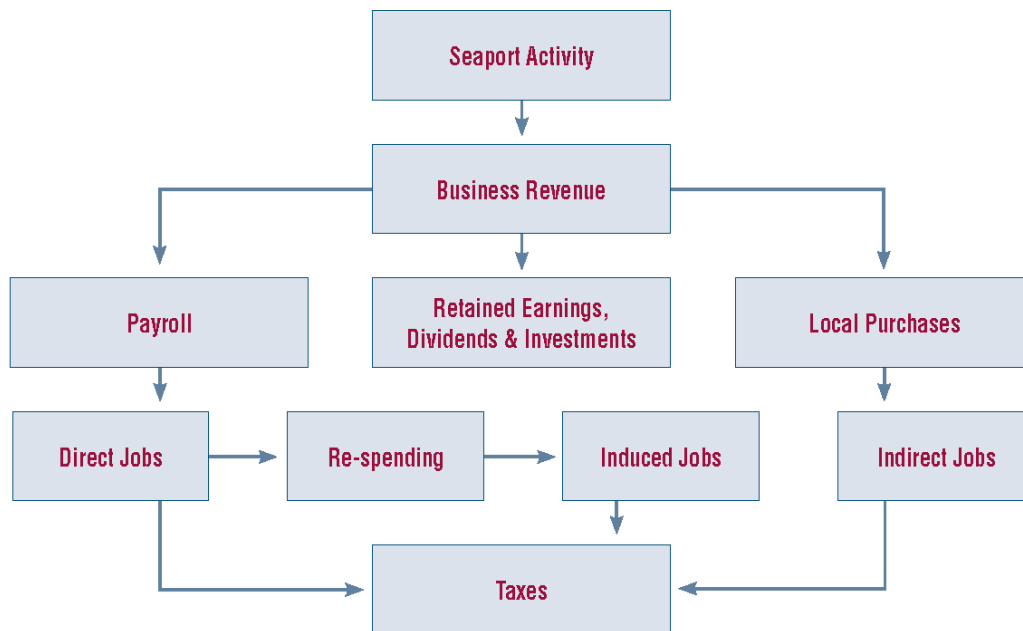 Seaport Activity
Business Revenue
Payroll
Retained Earnings,
Dividends & Investments
Local Purchases
Direct Jobs
Re-spending
Induced Jobs
Indirect Jobs
Taxes